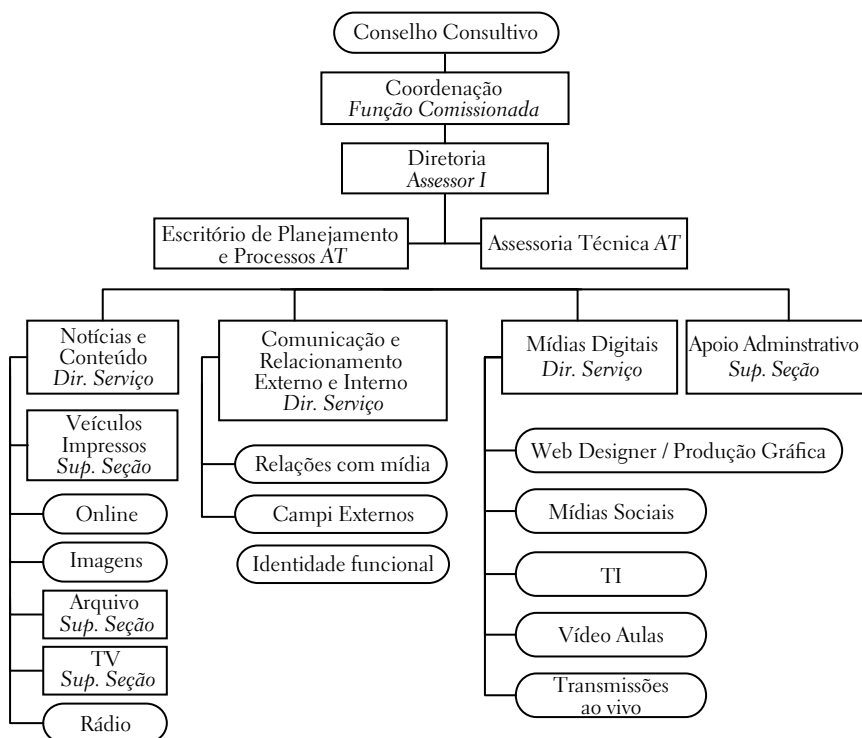 Conselho Consultivo
Coordenação
Função Comissionada
Diretoria
Assessor I
Escritório de Planejamento
e Processos AT
Assessoria Técnica AT
Notícias e
Conteúdo
Dir. Serviço
Veículos
Impressos
Sup. Seção
Online
Imagens
Arquivo
Sup. Seção
TV
Sup. Seção
Rádio
Comunicação e
Relacionamento
Externo e Interno
Dir. Serviço
Relações com mídia
Campi Externos
Identidade funcional
Mídias Digitais
Dir. Serviço
Web Designer / Produção Gráfica
Mídias Sociais
TI
Vídeo Aulas
Transmissões
ao vivo
Apoio Adminstrativo
Sup. Seção